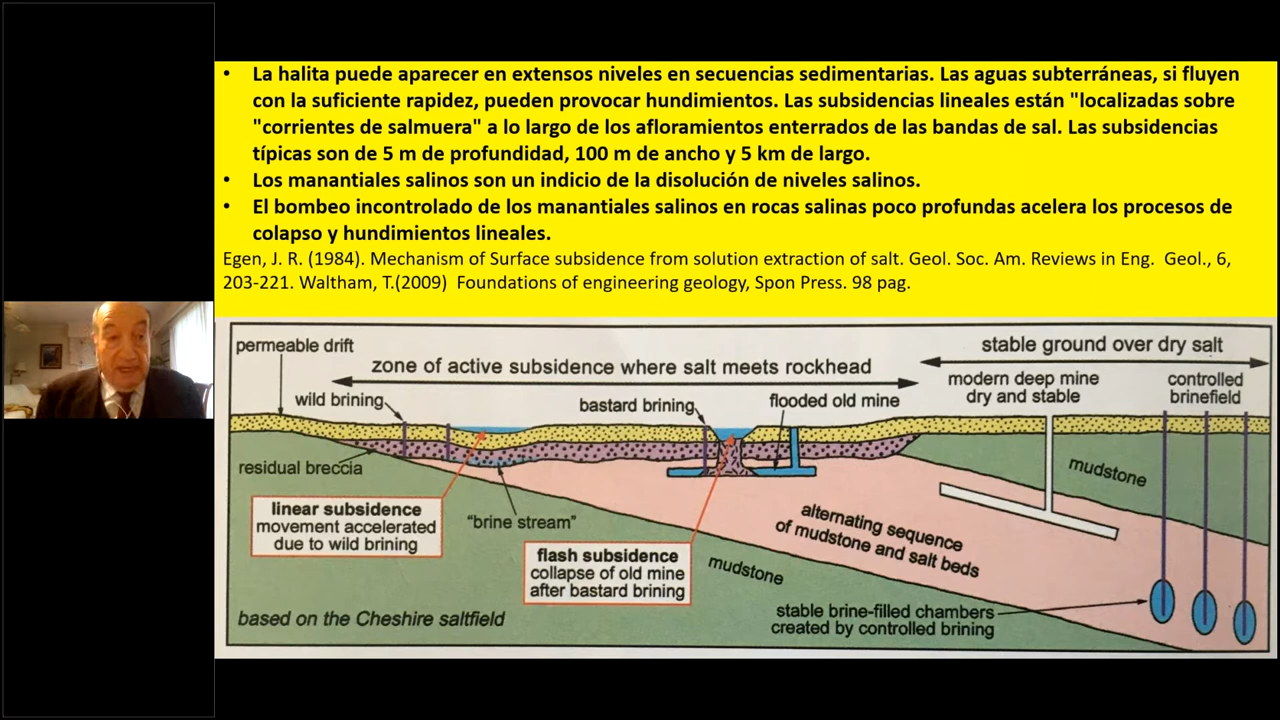 • La halita puede aparecer en extensos niveles en secuencias sedimentarias. Las aguas subterráneas, si fluyen
con la suficiente rapidez, pueden provocar hundimientos. Las subsidencias lineales están "localizadas sobre
"corrientes de salmuera" a lo largo de los afloramientos enterrados de las bandas de sal. Las subsidencias
típicas son de 5 m de profundidad, 100 m de ancho y 5 km de largo.
• Los manantiales salinos son un indicio de la disolución de niveles salinos.
• El bombeo incontrolado de los manantiales salinos en rocas salinas poco profundas acelera los procesos de
colapso y hundimientos lineales.
Egen, J. R. (1984). Mechanism of Surface subsidence from solution extraction of salt. Geol. Soc. Am. Reviews in Eng. Geol., 6,
203-221. Waltham, T.(2009) Foundations of engineering geology, Spon Press. 98 pag.
permeable drift
zone of active subsidence where salt meets rockhead
stable ground over dry salt
wild brining
bastard brining
flooded old mine
modern deep mine
dry and stable
controlled
brinefield
residual breccia
mudstone
linear subsidence
movement accelerated
due to wild brining
"brine stream"
flash subsidence
collapse of old mine
after bastard brining
mudstone
alternating sequence
of mudstone and salt beds
stable brine-filled chambers
created by controlled brining
based on the Cheshire saltfield